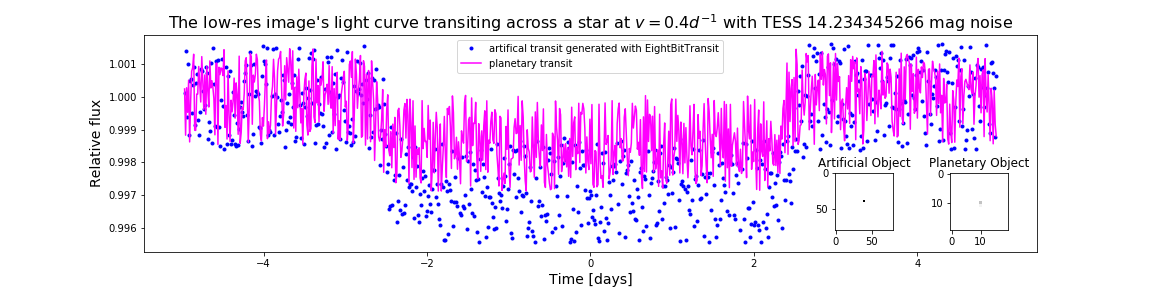 The low-res image's light curve transiting across a star at v = 0.4d⁻¹ with TESS 14.234345266 mag noise
artifical transit generated with EightBitTransit
planetary transit
Relative flux
1.001
1.000
0.999
0.998
0.997
0.996
Artificial Object
0
50
0 50
Planetary Object
0
10
0 10
−4 −2 0 2 4
Time [days]